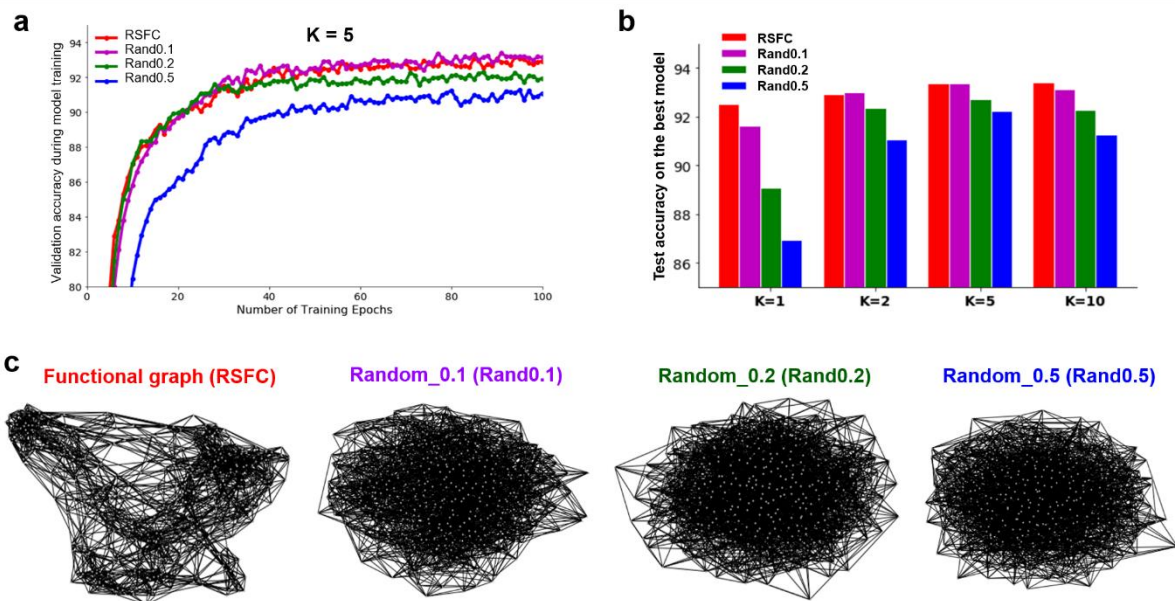 a
K = 5
RSFC
Rand0.1
Rand0.2
Rand0.5
Validation accuracy during model training
94
92
90
88
86
84
82
80
0
20
40
60
80
100
Number of Training Epochs
b
RSFC
Rand0.1
Rand0.2
Rand0.5
Test accuracy on the best model
94
92
90
88
86
K=1
K=2
K=5
K=10
c
Functional graph (RSFC)
Random_0.1 (Rand0.1)
Random_0.2 (Rand0.2)
Random_0.5 (Rand0.5)